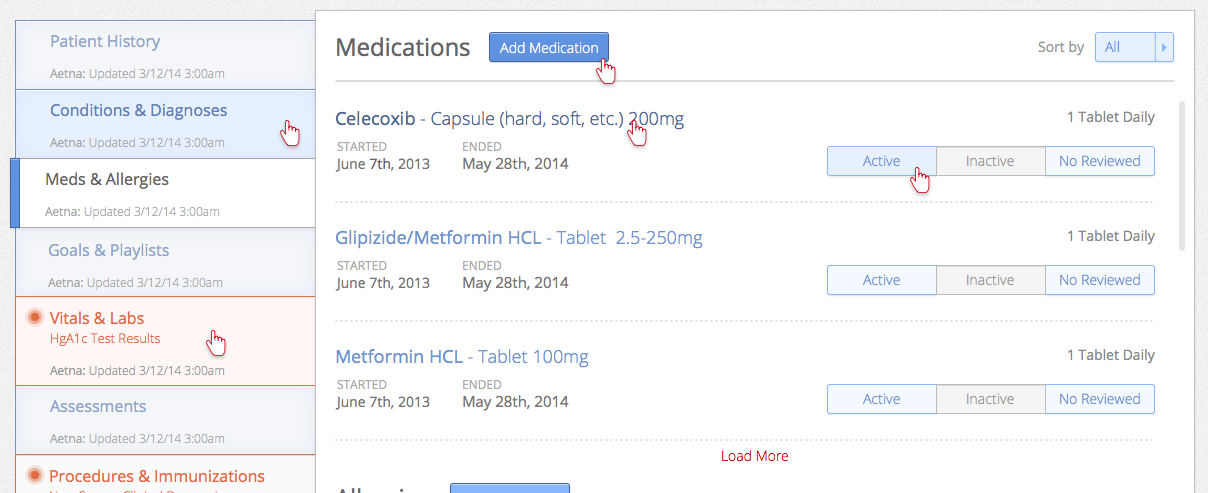 Patient History
Aetna: Updated 3/12/14 3:00am
Conditions & Diagnoses
Aetna: Updated 3/12/14 3:00am
Meds & Allergies
Aetna: Updated 3/12/14 3:00am
Goals & Playlists
Aetna: Updated 3/12/14 3:00am
Vitals & Labs
HgA1c Test Results
Aetna: Updated 3/12/14 3:00am
Assessments
Aetna: Updated 3/12/14 3:00am
Procedures & Immunizations
Medications
Add Medication
Sort by
All
Celecoxib - Capsule (hard, soft, etc.) 200mg
1 Tablet Daily
STARTED
June 7th, 2013
ENDED
May 28th, 2014
Active
Inactive
No Reviewed
Glipizide/Metformin HCL - Tablet 2.5-250mg
1 Tablet Daily
STARTED
June 7th, 2013
ENDED
May 28th, 2014
Active
Inactive
No Reviewed
Metformin HCL - Tablet 100mg
1 Tablet Daily
STARTED
June 7th, 2013
ENDED
May 28th, 2014
Active
Inactive
No Reviewed
Load More